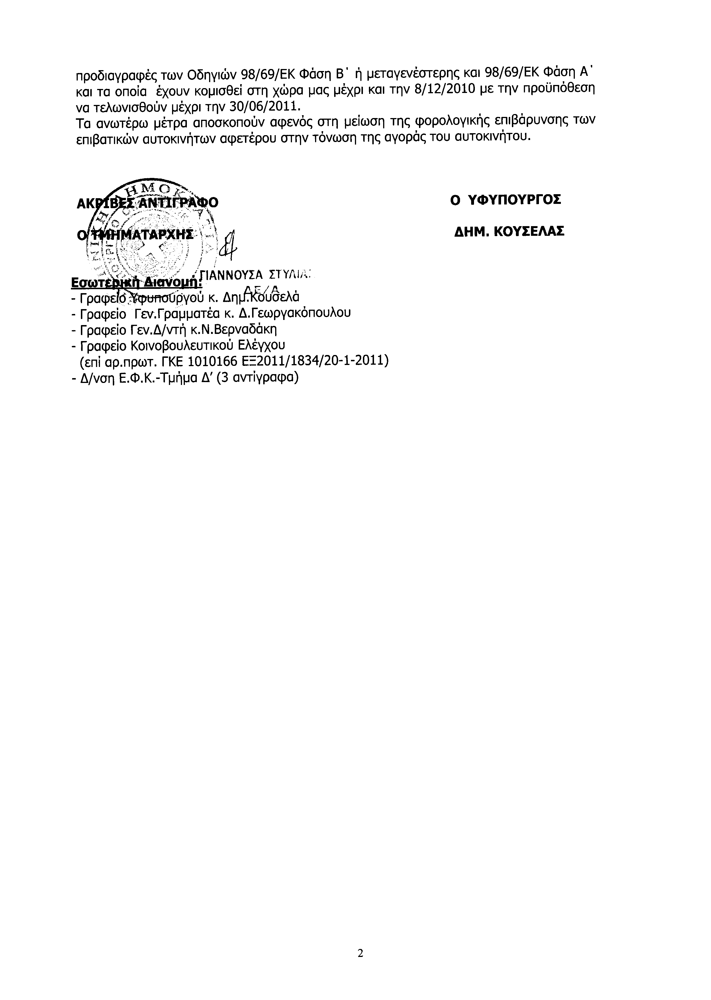 προδιαγραφές των Οδηγιών 98/69/ΕΚ Φάση Β΄ ή μεταγενέστερης και 98/69/ΕΚ Φάση Α΄
και τα οποία έχουν κομισθεί στη χώρα μας μέχρι και την 8/12/2010 με την προϋπόθεση
να τελωνισθούν μέχρι την 30/06/2011.
Τα ανωτέρω μέτρα αποσκοπούν αφενός στη μείωση της φορολογικής επιβάρυνσης των
επιβατικών αυτοκινήτων αφετέρου στην τόνωση της αγοράς του αυτοκινήτου.
ΑΚΡΙΒΕΣ ΑΝΤΙΓΡΑΦΟ
Ο ΥΦΥΠΟΥΡΓΟΣ
Ο ΤΜΗΜΑΤΑΡΧΗΣ
ΔΗΜ. ΚΟΥΣΕΛΑΣ
ΓΙΑΝΝΟΥΣΑ
Εσωτερική Διανομή:
ΔΕ/Α
- Γραφείο Υφυπουργού κ. Δημ.Κουσελά
- Γραφείο Γεν.Γραμματέα κ. Δ.Γεωργακόπουλου
- Γραφείο Γεν.Δ/ντή κ.Ν.Βερναδάκη
- Γραφείο Κοινοβουλευτικού Ελέγχου
(επί αρ.πρωτ. ΓΚΕ 1010166 ΕΞ2011/1834/20-1-2011)
- Δ/νση Ε.Φ.Κ.-Τμήμα Δ’ (3 αντίγραφα)
2